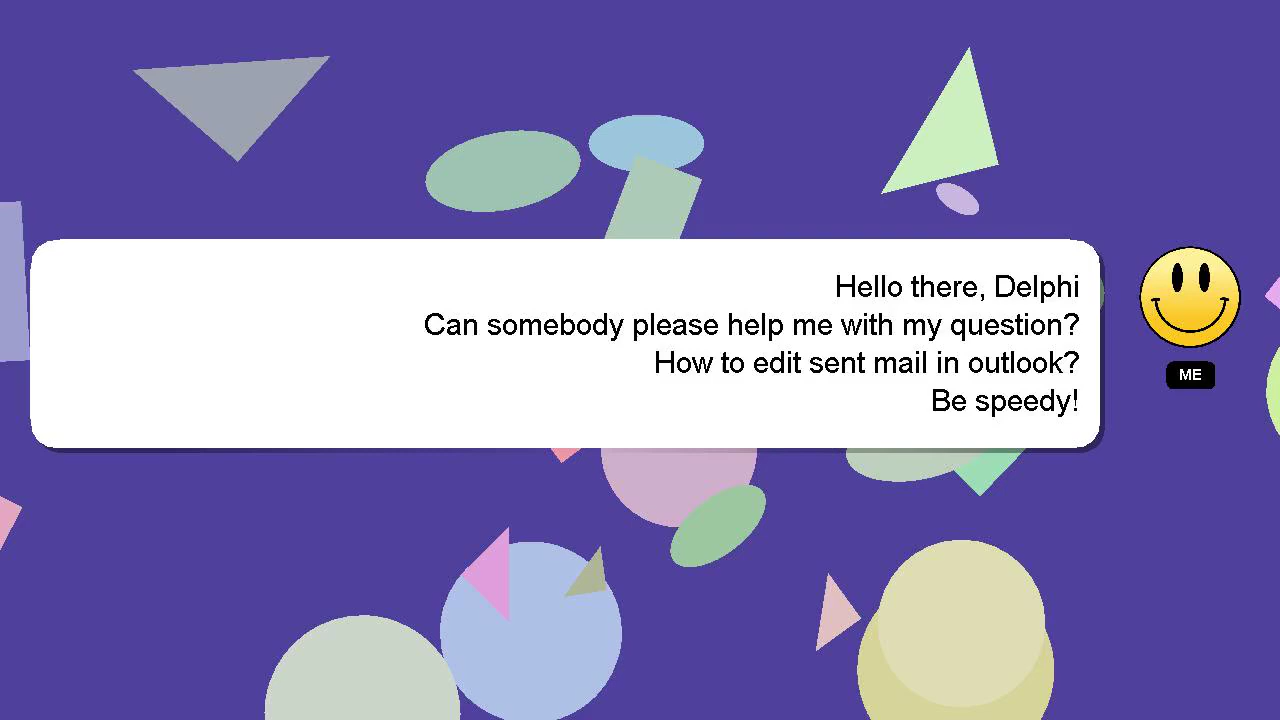 Hello there, Delphi
Can somebody please help me with my question?
How to edit sent mail in outlook?
Be speedy!
ME